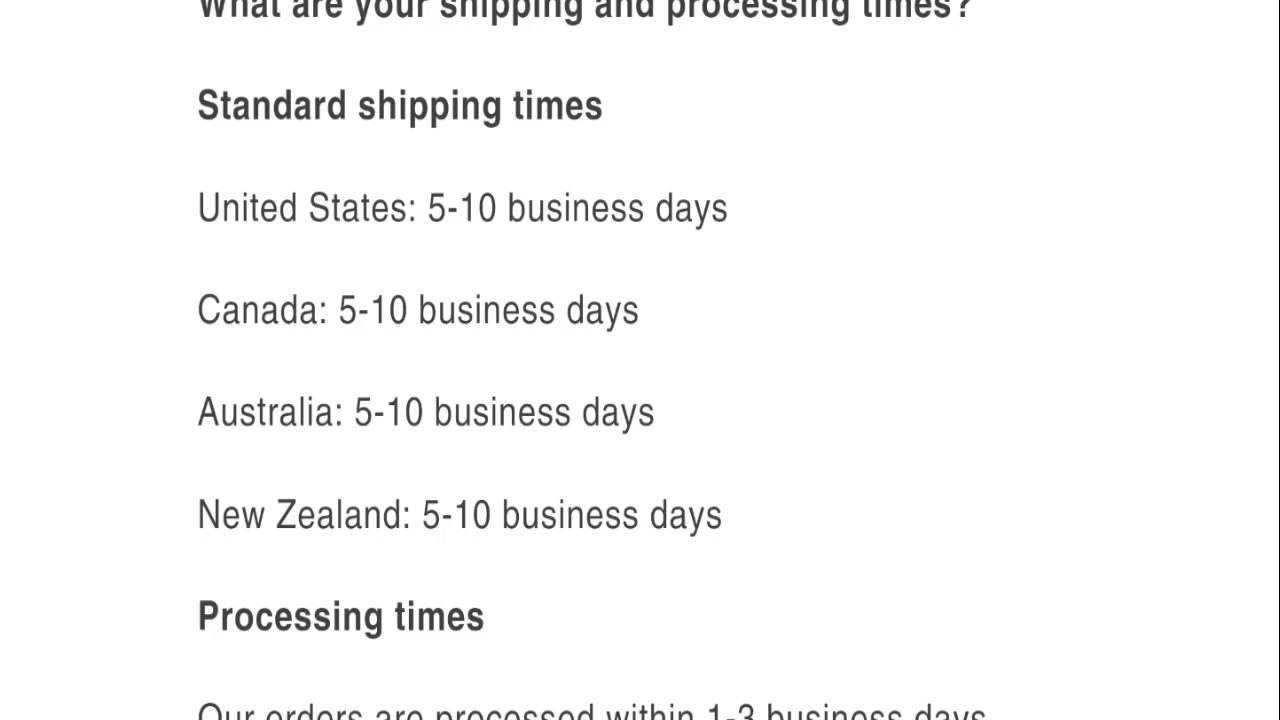 What are your shipping and processing times?
Standard shipping times
United States: 5-10 business days
Canada: 5-10 business days
Australia: 5-10 business days
New Zealand: 5-10 business days
Processing times
Our orders are processed within 1-3 business days